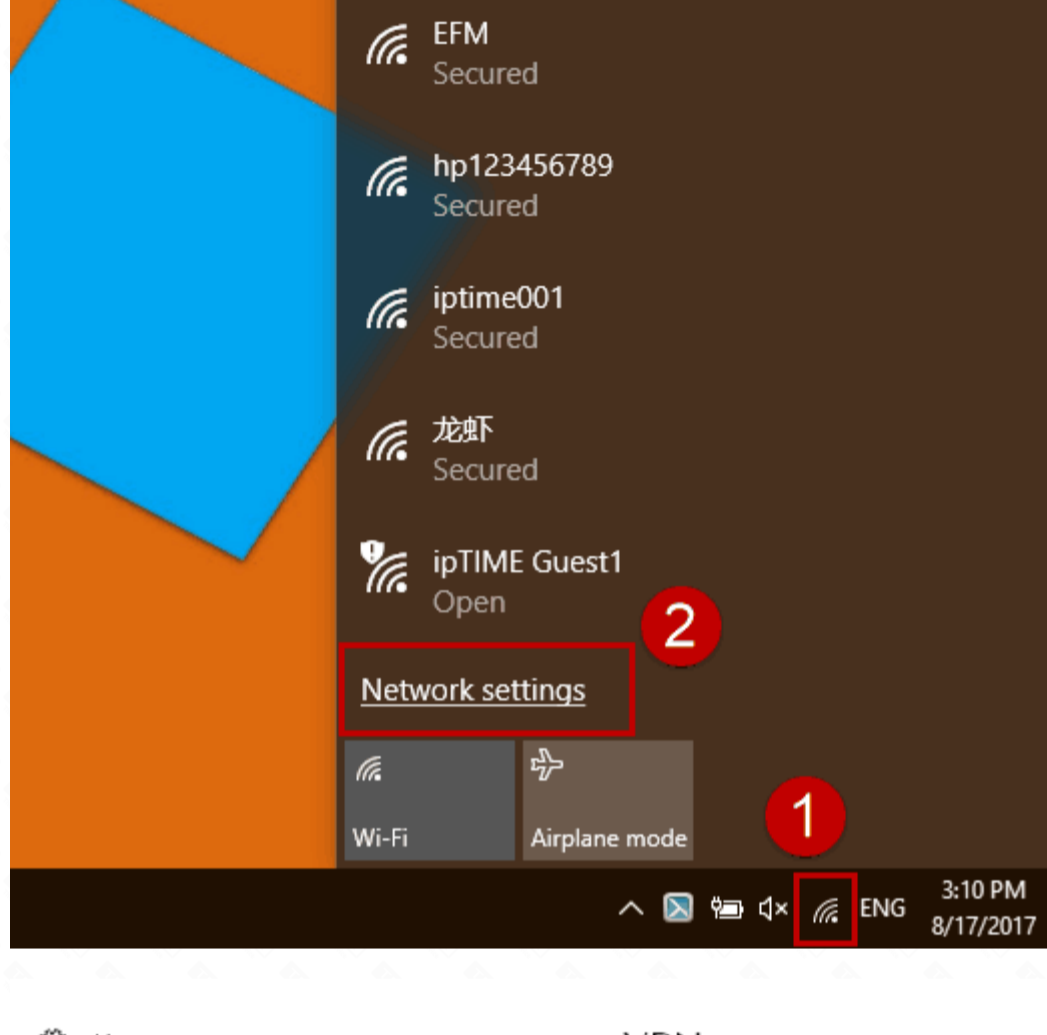 EFM
Secured
hp123456789
Secured
iptime001
Secured
龙虾
Secured
ipTIME Guest1
Open
2
Network settings
Wi-Fi
Airplane mode
1
ENG
3:10 PM
8/17/2017